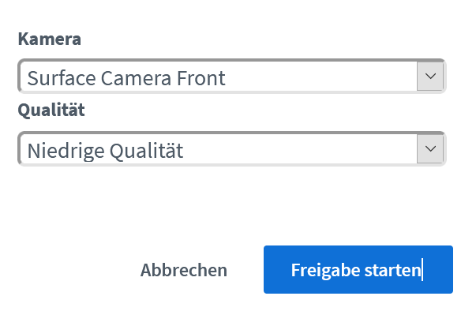 Kamera
Surface Camera Front
Qualität
Niedrige Qualität
Abbrechen Freigabe starten